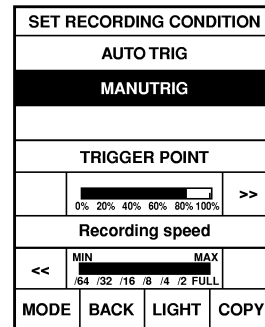 SET RECORDING CONDITION
AUTO TRIG
MANUTRIG
TRIGGER POINT
>>
0% 20% 40% 60% 80% 100%
Recording speed
<<
MIN MAX
/64 /32 /16 /8 /4 /2 FULL
MODE BACK LIGHT COPY